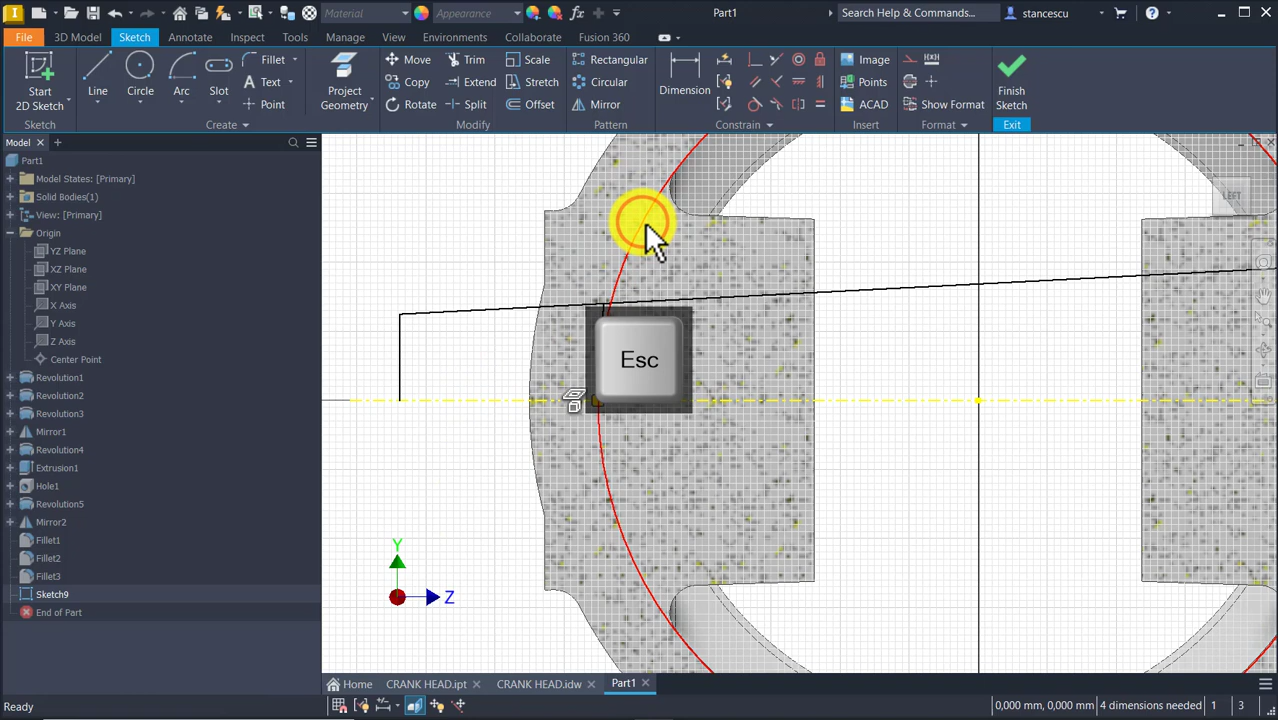 Material
Appearance
Part1
Search Help & Commands...
stancescu
File
3D Model
Sketch
Annotate
Inspect
Tools
Manage
View
Environments
Collaborate
Fusion 360
Start
2D Sketch
Line
Circle
Arc
Slot
Fillet
Text
Point
Project
Geometry
Move
Copy
Rotate
Trim
Extend
Split
Scale
Stretch
Offset
Rectangular
Circular
Mirror
Dimension
Image
Points
ACAD
Show Format
Finish
Sketch
Sketch
Create
Modify
Pattern
Constrain
Insert
Format
Exit
Model
Part1
Model States: [Primary]
Solid Bodies(1)
View: [Primary]
Origin
YZ Plane
XZ Plane
XY Plane
X Axis
Y Axis
Z Axis
Center Point
Revolution1
Revolution2
Revolution3
Mirror1
Revolution4
Extrusion1
Hole1
Revolution5
Mirror2
Fillet1
Fillet2
Fillet3
Sketch9
End of Part
LEFT
Esc
Y
Z
Home
CRANK HEAD.ipt
CRANK HEAD.idw
Part1
Ready
0,000 mm, 0,000 mm
4 dimensions needed
1
3